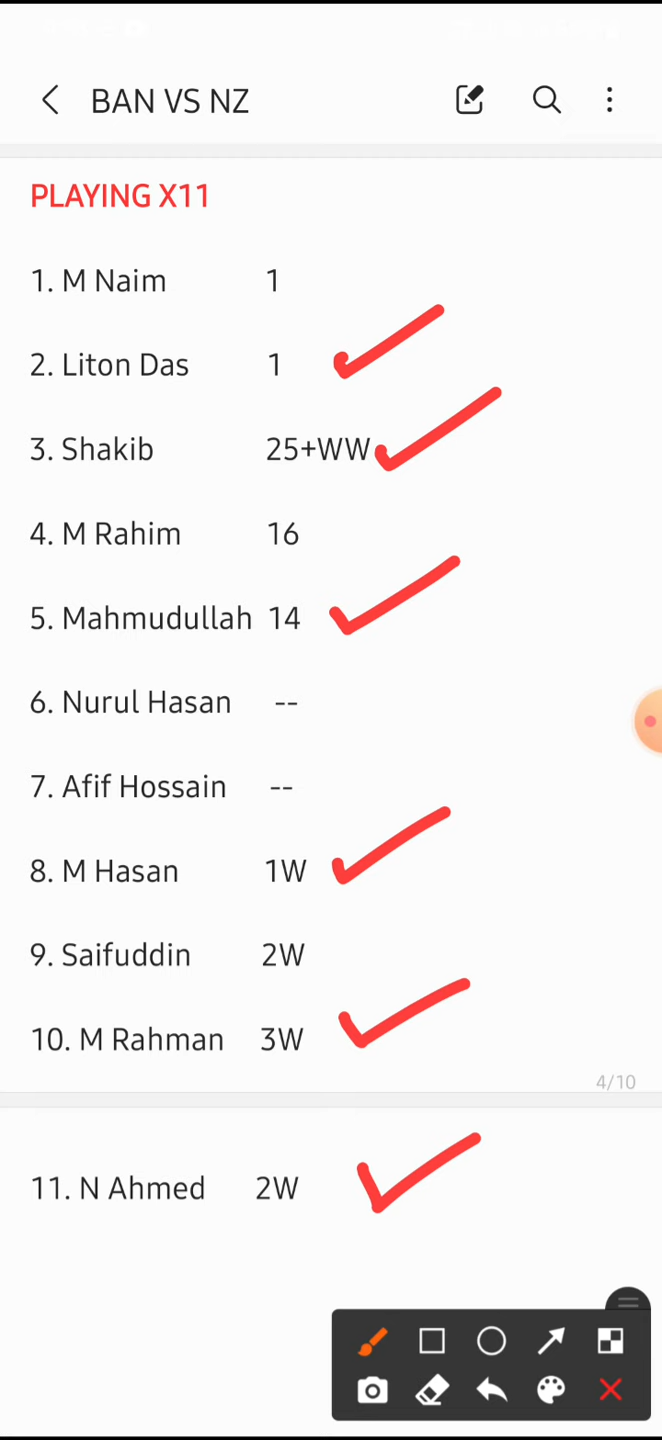 BAN VS NZ
PLAYING X11
1. M Naim 1
2. Liton Das 1
3. Shakib 25+WW
4. M Rahim 16
5. Mahmudullah 14
6. Nurul Hasan --
7. Afif Hossain --
8. M Hasan 1W
9. Saifuddin 2W
10. M Rahman 3W
4/10
11. N Ahmed 2W